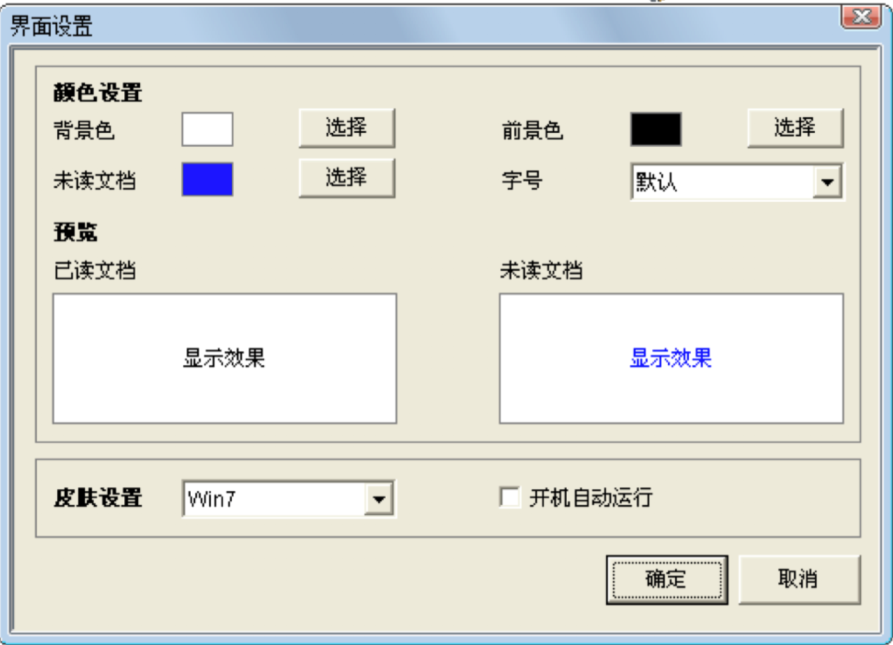 界面设置
颜色设置
背景色 选择 前景色 选择
未读文档 选择 字号 默认
预览
已读文档 未读文档
显示效果 显示效果
皮肤设置 Win7 开机自动运行
确定 取消